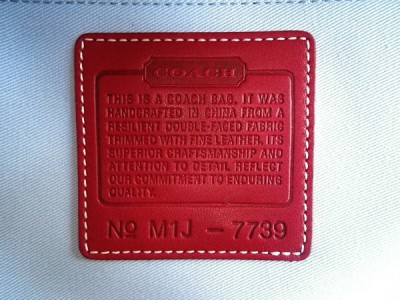 COACH
THIS IS A COACH BAG. IT WAS
HANDCRAFTED IN CHINA FROM A
RESILIENT DOUBLE-FACED FABRIC
TRIMMED WITH FINE LEATHER. ITS
SUPERIOR CRAFTSMANSHIP AND
ATTENTION TO DETAIL REFLECT
OUR COMMITMENT TO ENDURING
QUALITY.
No M1J - 7739